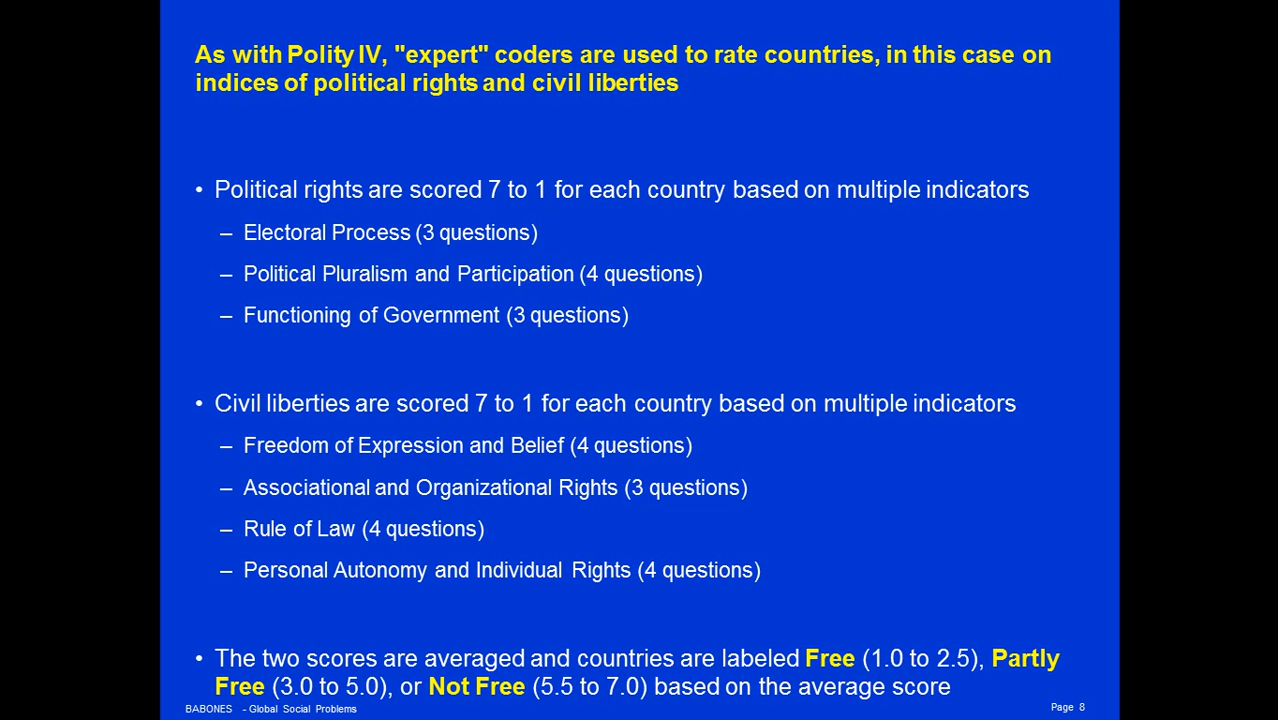 As with Polity IV, "expert" coders are used to rate countries, in this case on
indices of political rights and civil liberties
• Political rights are scored 7 to 1 for each country based on multiple indicators
– Electoral Process (3 questions)
– Political Pluralism and Participation (4 questions)
– Functioning of Government (3 questions)
• Civil liberties are scored 7 to 1 for each country based on multiple indicators
– Freedom of Expression and Belief (4 questions)
– Associational and Organizational Rights (3 questions)
– Rule of Law (4 questions)
– Personal Autonomy and Individual Rights (4 questions)
• The two scores are averaged and countries are labeled Free (1.0 to 2.5), Partly
Free (3.0 to 5.0), or Not Free (5.5 to 7.0) based on the average score
BABONES - Global Social Problems
Page 8